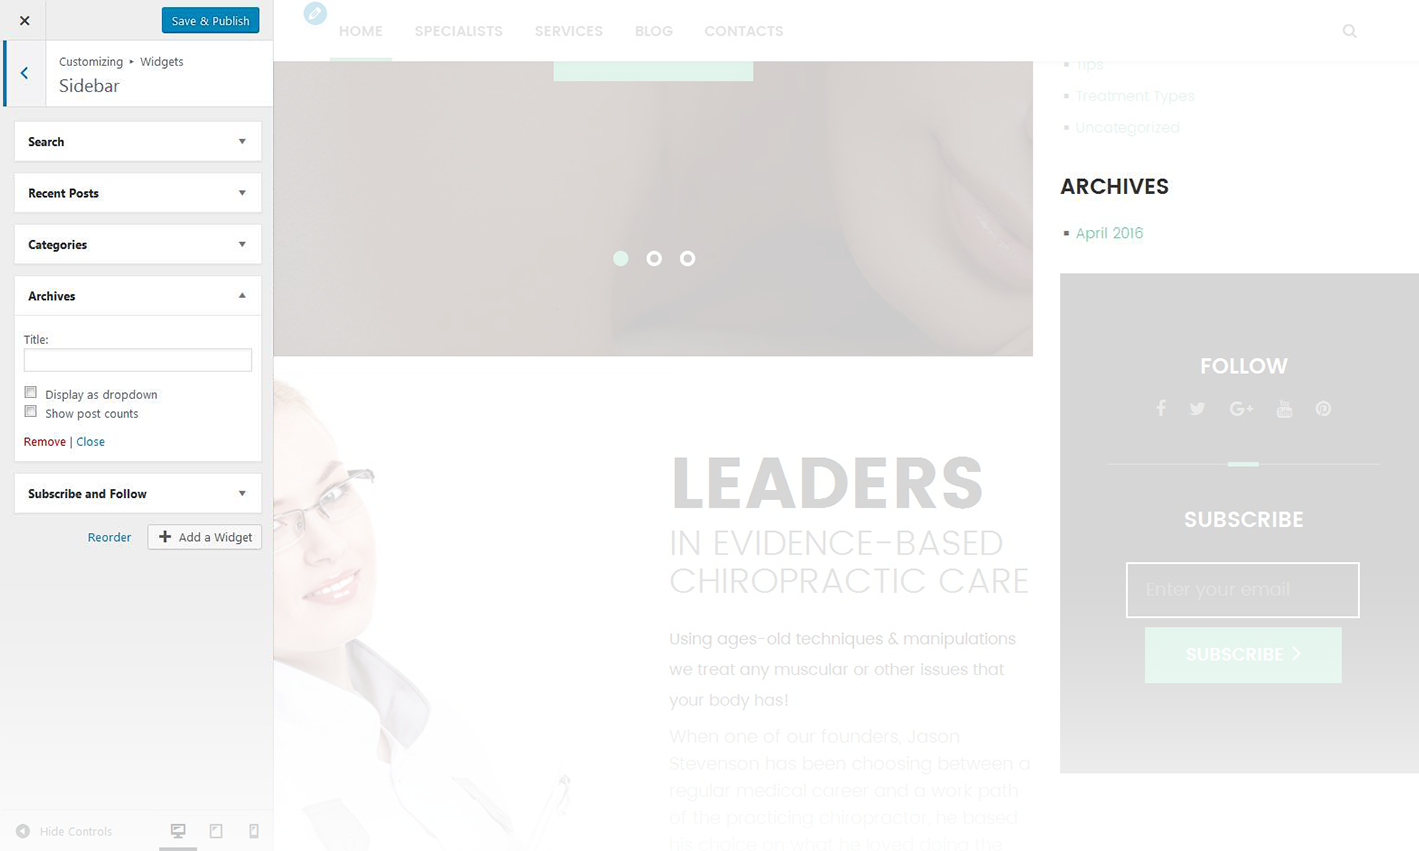 Save & Publish
Customizing ▸ Widgets
Sidebar
Search
Recent Posts
Categories
Archives
Title:
Display as dropdown
Show post counts
Remove | Close
Subscribe and Follow
Reorder
Add a Widget
Hide Controls
HOME SPECIALISTS SERVICES BLOG CONTACTS
LEADERS
IN EVIDENCE-BASED
CHIROPRACTIC CARE
Using ages-old techniques & manipulations
we treat any muscular or other issues that
your body has!
When one of our founders, Jason
Stevenson has been choosing between a
regular medical career and a work path
of the practicing chiropractor, he based
his choice on what he loved doing the
Tips
Treatment Types
Uncategorized
ARCHIVES
April 2016
FOLLOW
SUBSCRIBE
Enter your email
SUBSCRIBE